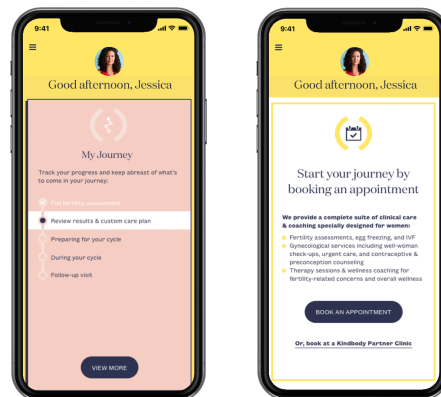 9:41
Good afternoon, Jessica
My Journey
Track your progress and keep abreast of what's
to come in your journey:
Full fertility assessment
Review results & custom care plan
Preparing for your cycle
During your cycle
Follow-up visit
VIEW MORE
9:41
Good afternoon, Jessica
Start your journey by
booking an appointment
We provide a complete suite of clinical care
& coaching specially designed for women:
Fertility assessments, egg freezing, and IVF
Gynecological services including well-woman
check-ups, urgent care, and contraceptive &
preconception counseling
Therapy sessions & wellness coaching for
fertility-related concerns and overall wellness
BOOK AN APPOINTMENT
Or, book at a Kindbody Partner Clinic